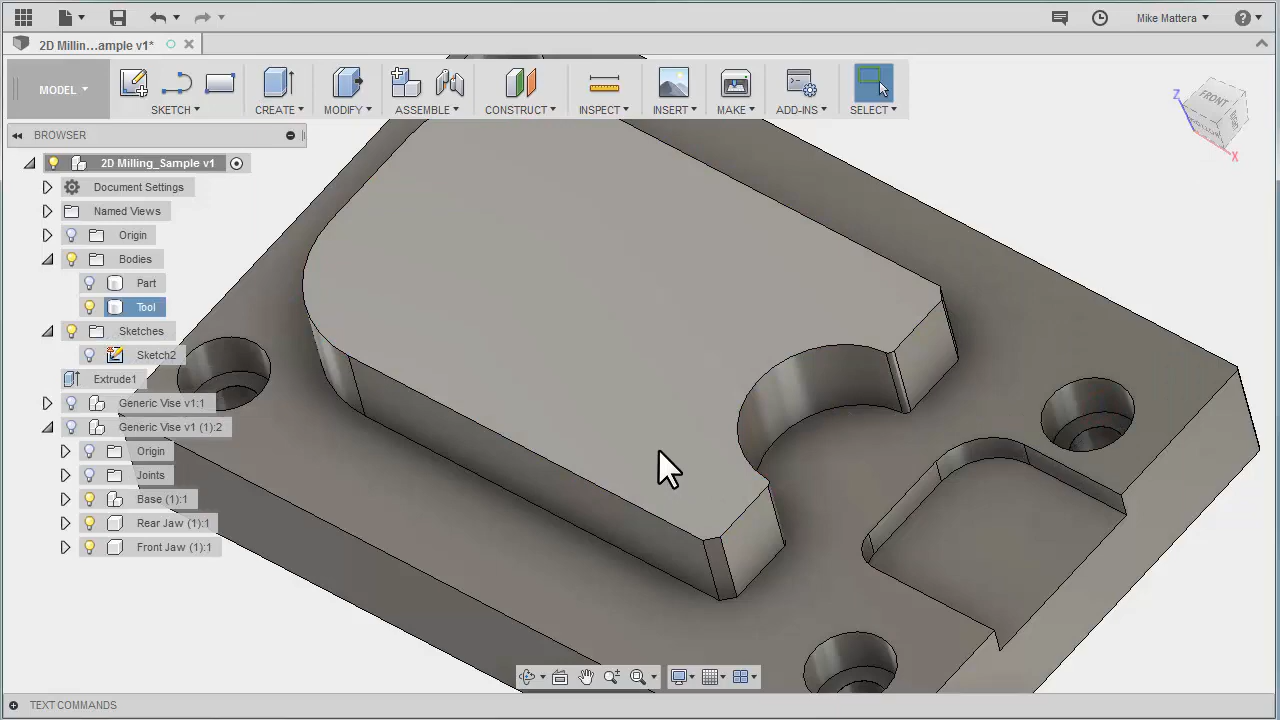 Mike Mattera
2D Millin...ample v1*
MODEL
SKETCH
CREATE
MODIFY
ASSEMBLE
CONSTRUCT
INSPECT
INSERT
MAKE
ADD-INS
SELECT
Z
FRONT
X
BROWSER
2D Milling_Sample v1
Document Settings
Named Views
Origin
Bodies
Part
Tool
Sketches
Sketch2
Extrude1
Generic Vise v1:1
Generic Vise v1 (1):2
Origin
Joints
Base (1):1
Rear Jaw (1):1
Front Jaw (1):1
TEXT COMMANDS